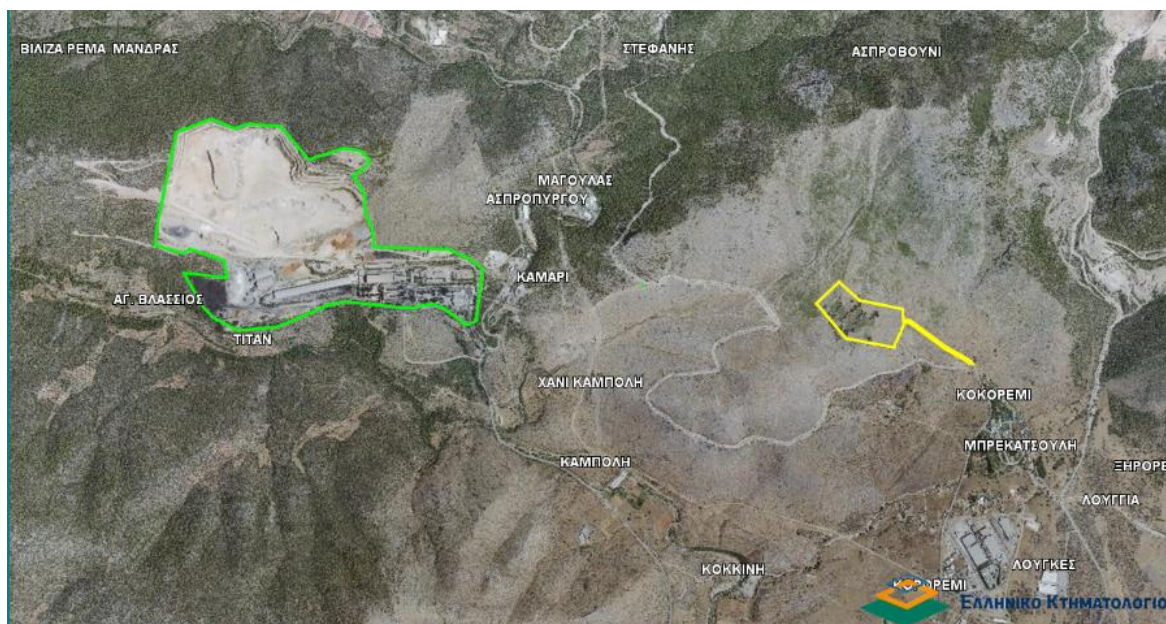 ΒΙΛΙΖΑ ΡΕΜΑ ΜΑΝΔΡΑΣ
ΣΤΕΦΑΝΗΣ
ΑΣΠΡΟΒΟΥΝΙ
ΜΑΓΟΥΛΑΣ
ΑΣΠΡΟΠΥΡΓΟΥ
ΚΑΜΑΡΙ
ΑΓ. ΒΛΑΣΣΙΟΣ
ΤΙΤΑΝ
ΧΑΝΙ ΚΑΜΠΟΛΗ
ΚΟΚΟΡΕΜΙ
ΜΠΡΕΚΑΤΣΟΥΛΗ
ΚΑΜΠΟΛΗ
ΞΗΡΟΡΕ
ΛΟΥΓΓΙΑ
ΚΟΚΚΙΝΗ
ΛΟΥΓΚΕΣ
ΕΛΛΗΝΙΚΟ ΚΤΗΜΑΤΟΛΟΓΙΟ